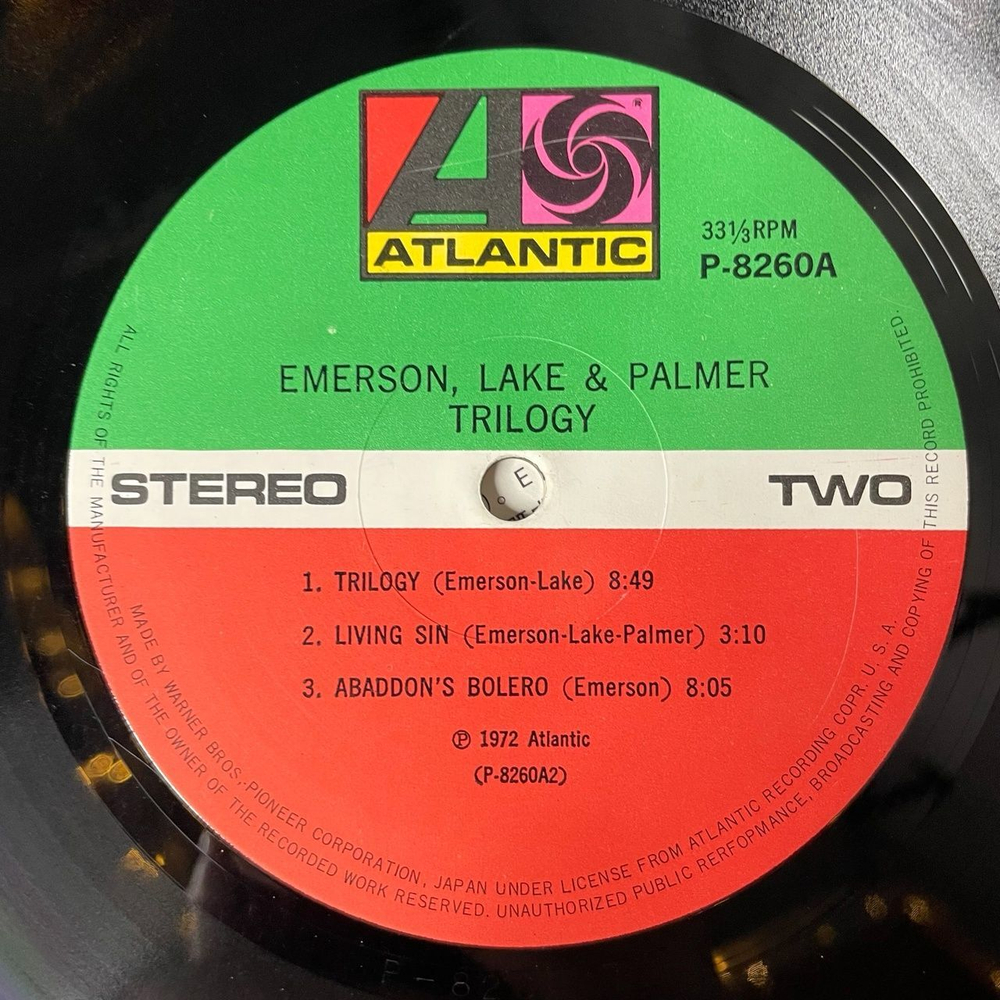 A
®
ATLANTIC
33⅓RPM
P-8260A
EMERSON, LAKE & PALMER
TRILOGY
STEREO
E
TWO
1. TRILOGY (Emerson-Lake) 8:49
2. LIVING SIN (Emerson-Lake-Palmer) 3:10
3. ABADDON'S BOLERO (Emerson) 8:05
Ⓟ 1972 Atlantic
(P-8260A2)
MADE BY WARNER BROS.-PIONEER CORPORATION, JAPAN UNDER LICENSE FROM ATLANTIC RECORDING COPR. U. S. A.
ALL RIGHTS OF THE MANUFACTURER AND OF THE OWNER OF THE RECORDED WORK RESERVED. UNAUTHORIZED PUBLIC RERFOPMANCE, BROADCASTING AND COPYING OF THIS RECORD PROHIBITED.